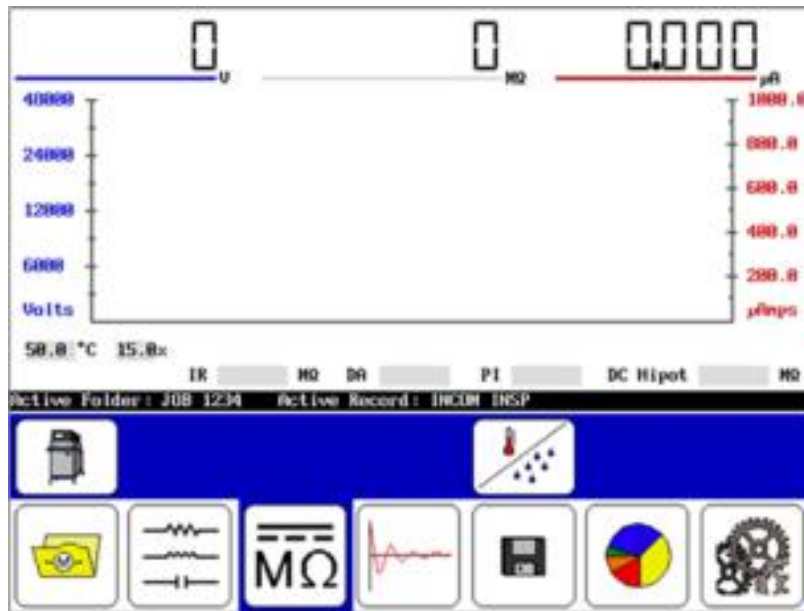 0 0 0.000
V MΩ µA
48000 1000.0
24000 800.0
600.0
12000
400.0
6000
200.0
Volts µAmps
50.0 °C 15.0x
IR MΩ DA PI DC Hipot MΩ
Active Folder: JOB 1234 Active Record: INCOM INSP
MΩ